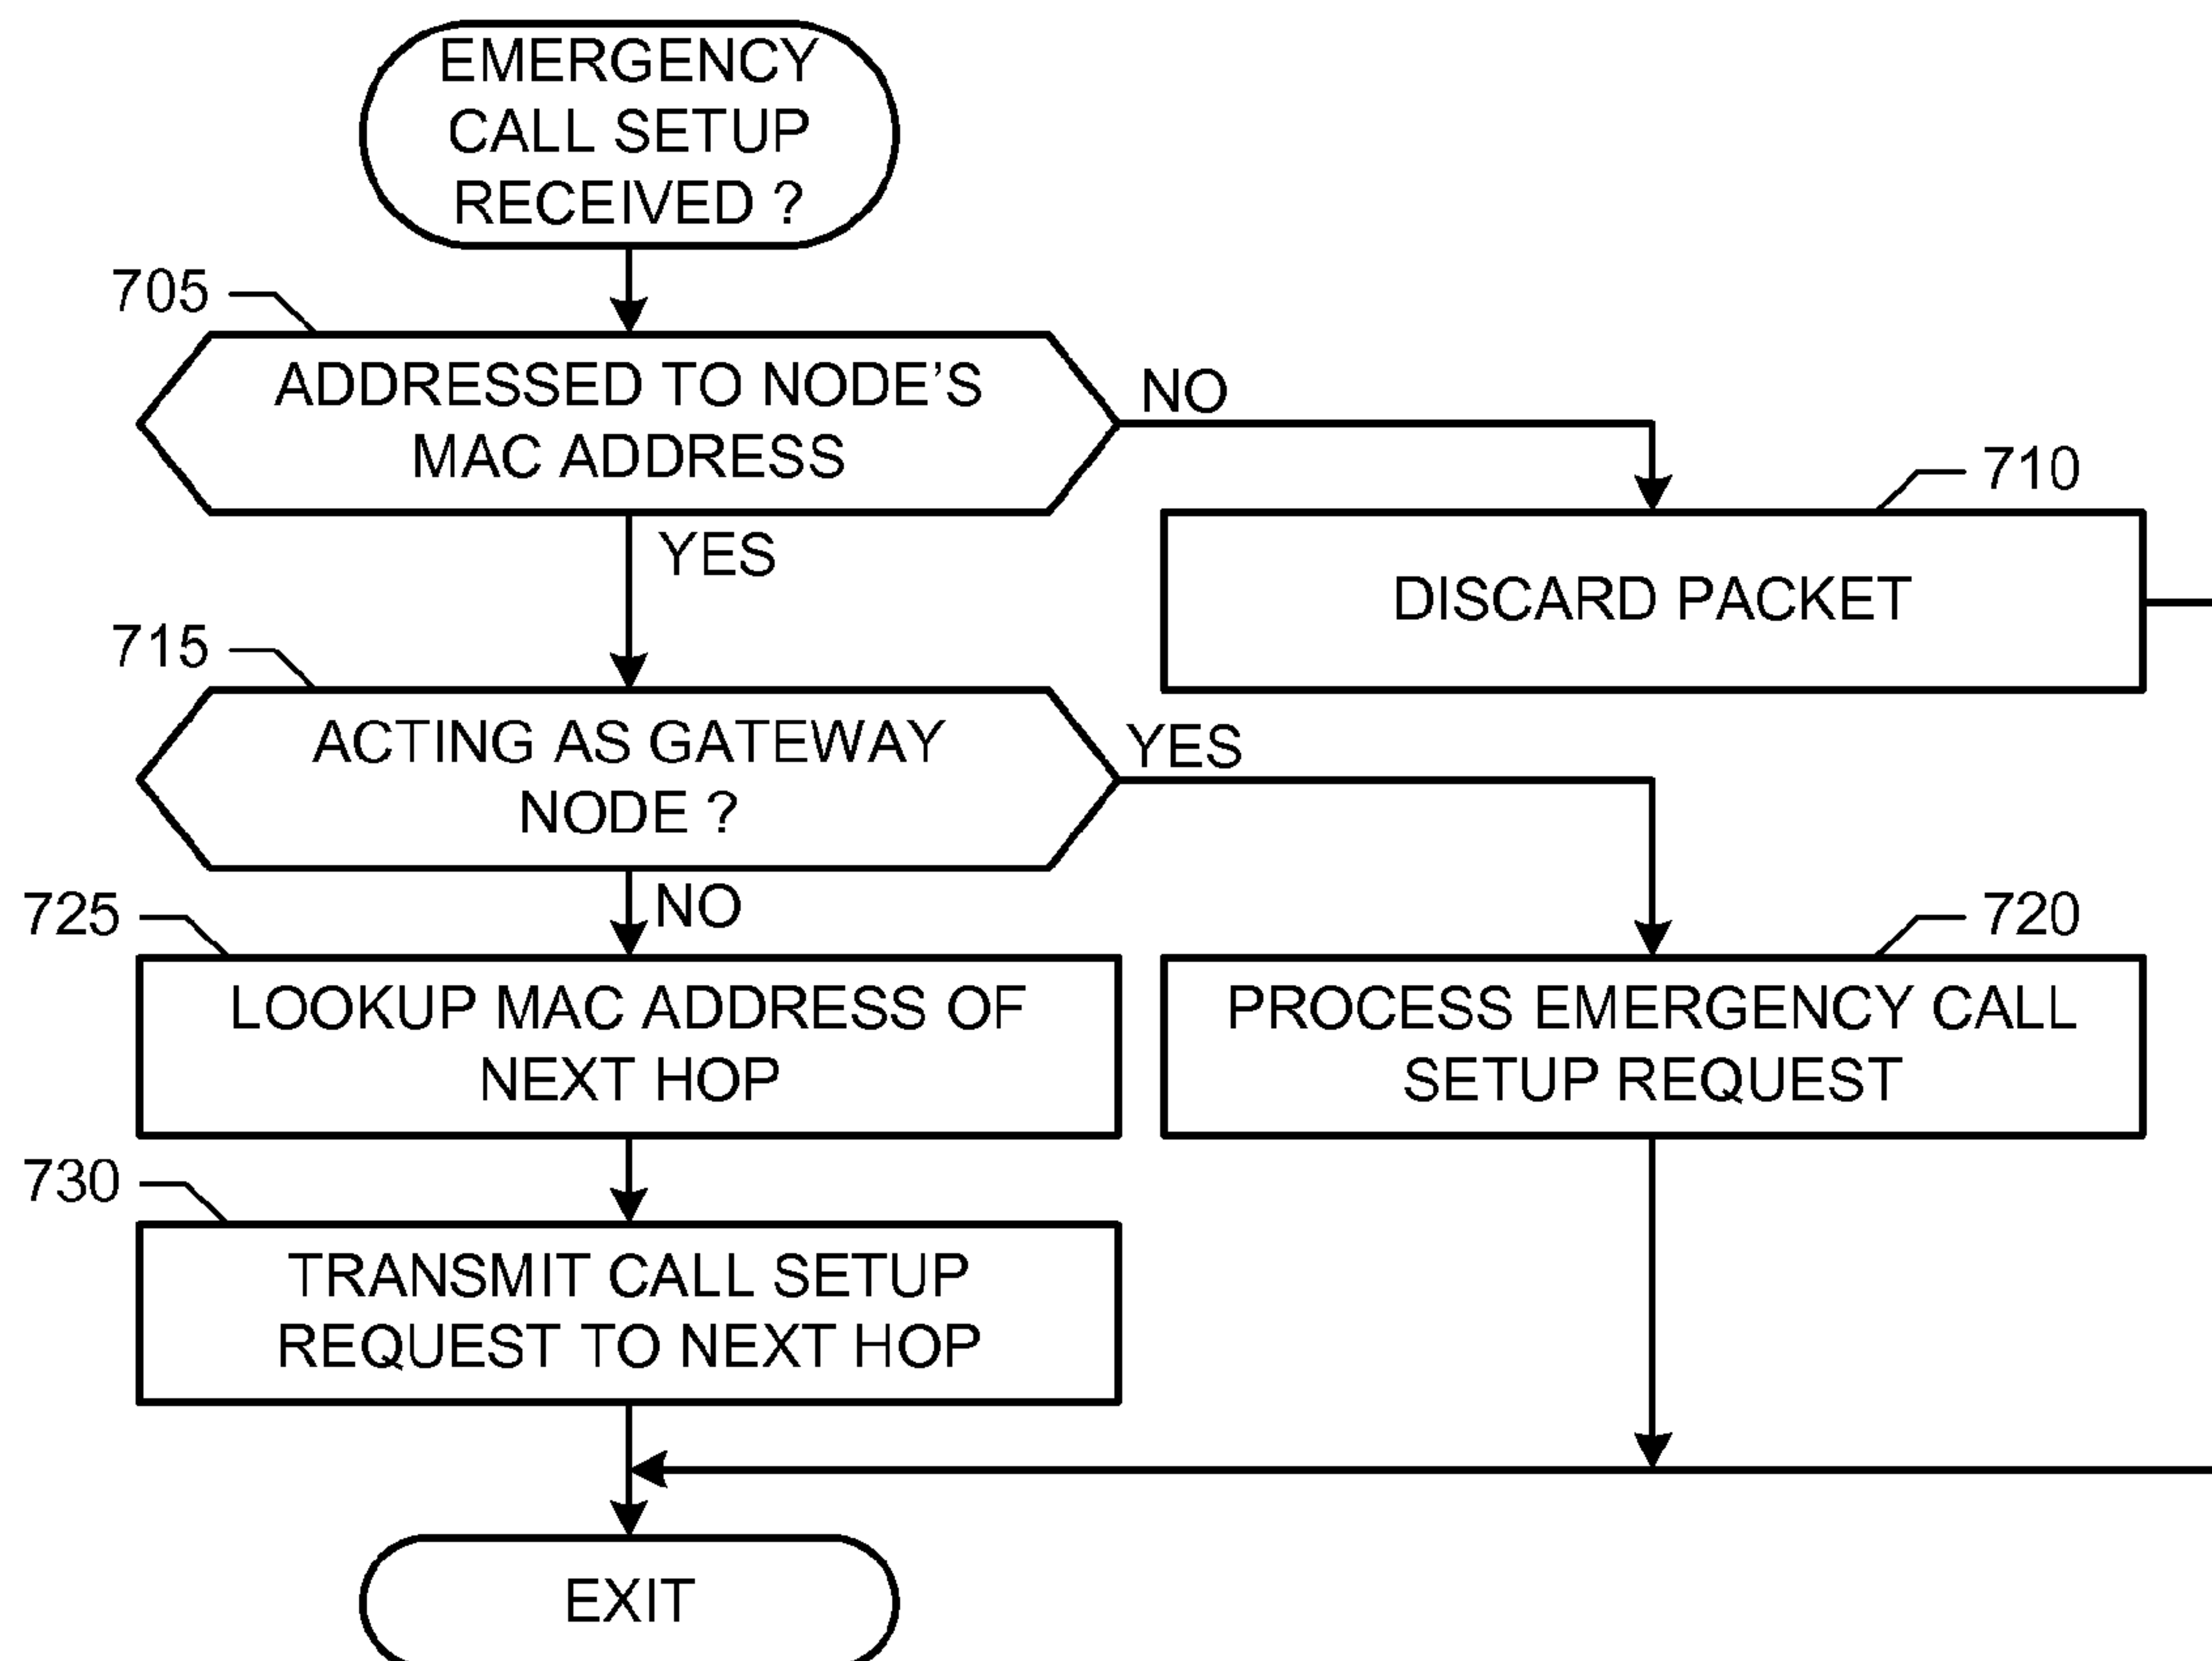 EMERGENCY
CALL SETUP
RECEIVED ?
705
ADDRESSED TO NODE'S
MAC ADDRESS
NO
710
YES
DISCARD PACKET
715
ACTING AS GATEWAY
NODE ?
YES
NO
725
720
LOOKUP MAC ADDRESS OF
NEXT HOP
PROCESS EMERGENCY CALL
SETUP REQUEST
730
TRANSMIT CALL SETUP
REQUEST TO NEXT HOP
EXIT